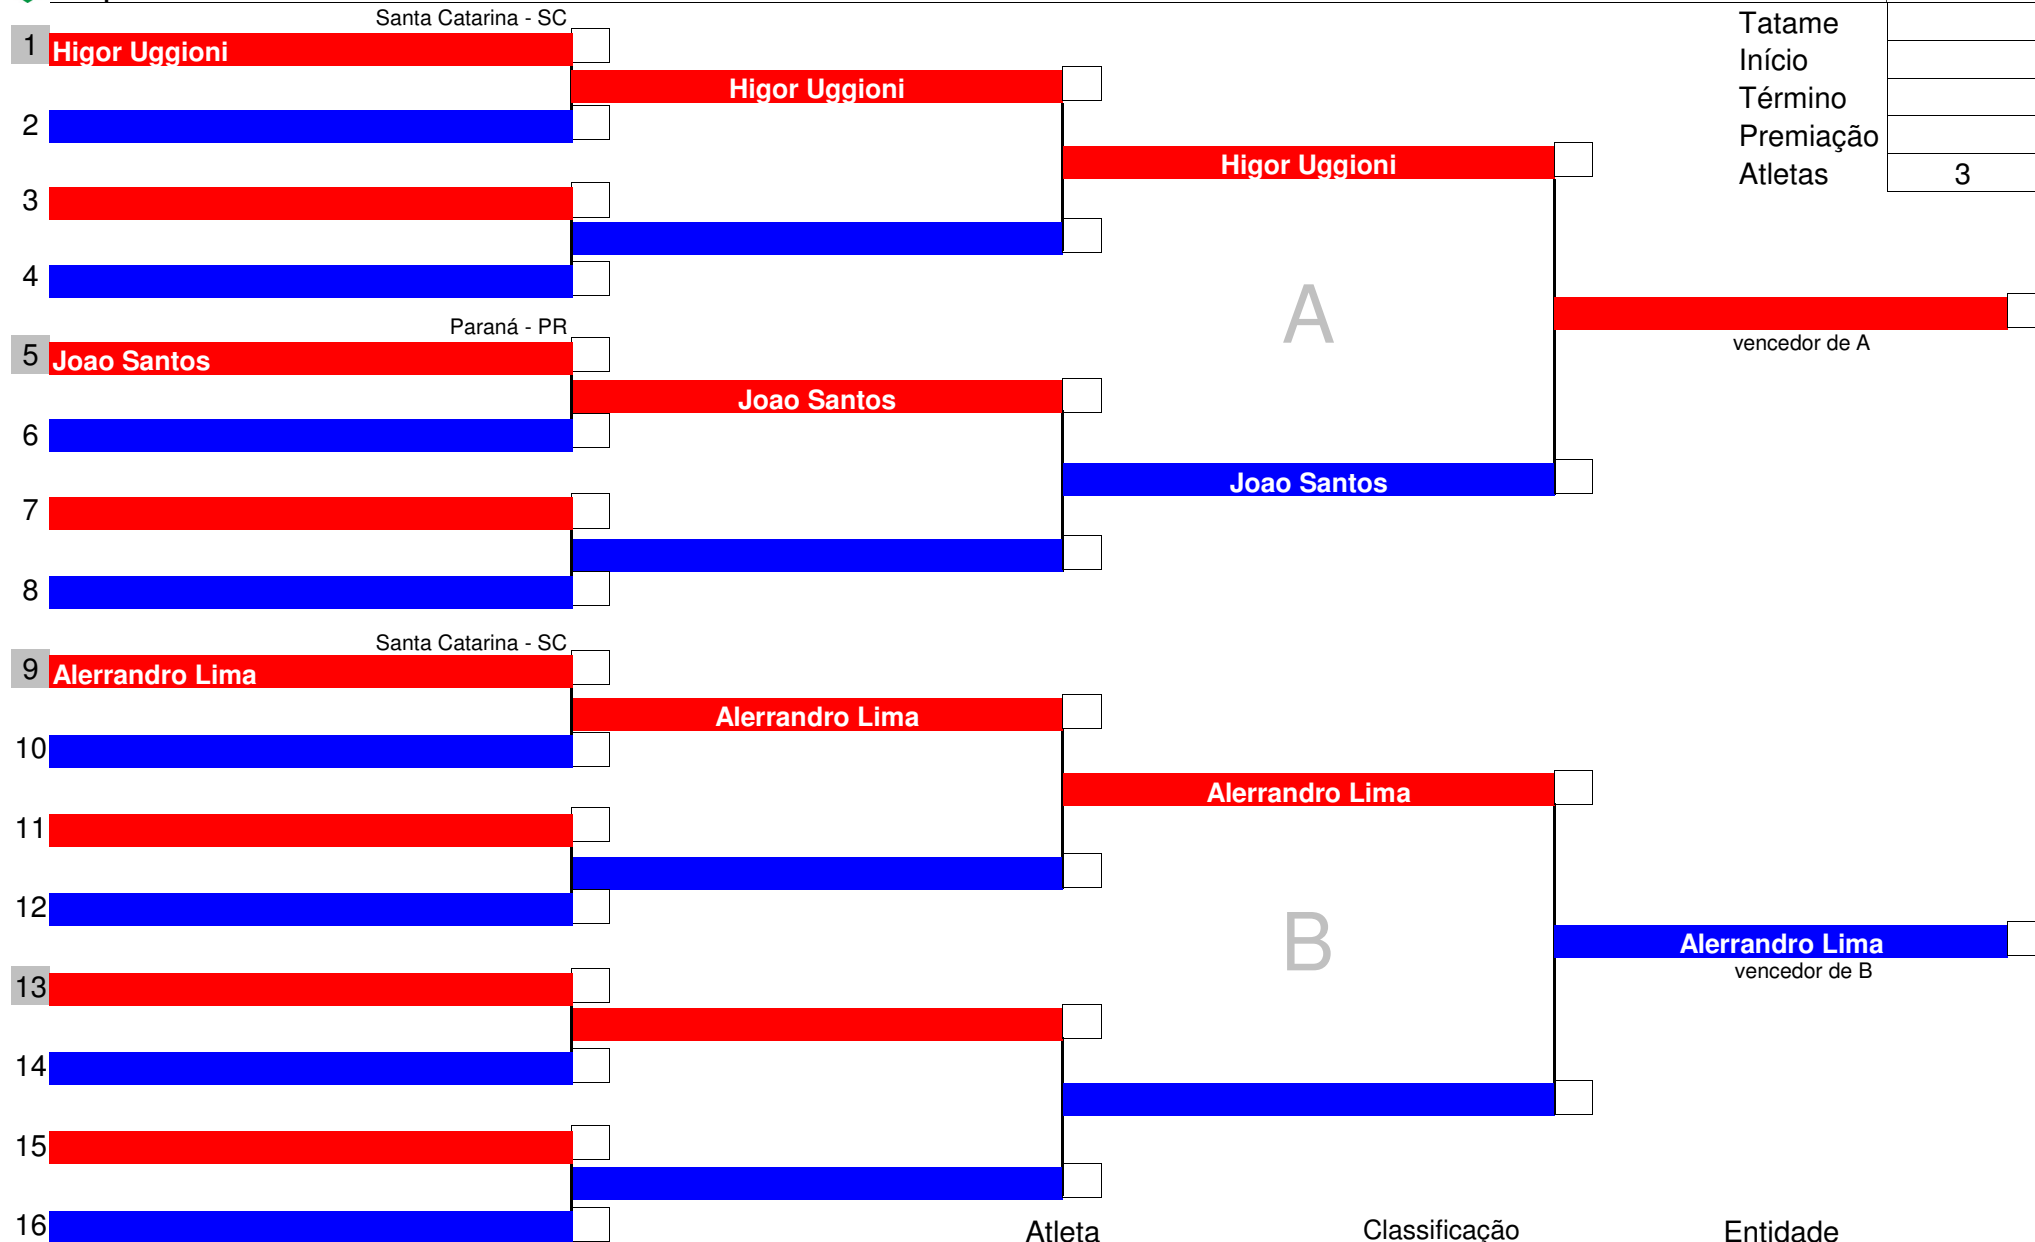 Santa Catarina - SC
Tatame
1 Higor Uggioni
Início
Higor Uggioni
Término
2
Premiação
Higor Uggioni
Atletas 3
3
4
A
Paraná - PR
vencedor de A
5 Joao Santos
Joao Santos
6
Joao Santos
7
8
Santa Catarina - SC
9 Alerrandro Lima
Alerrandro Lima
10
Alerrandro Lima
11
12
B
Alerrandro Lima
vencedor de B
13
14
15
16
Atleta Classificação Entidade